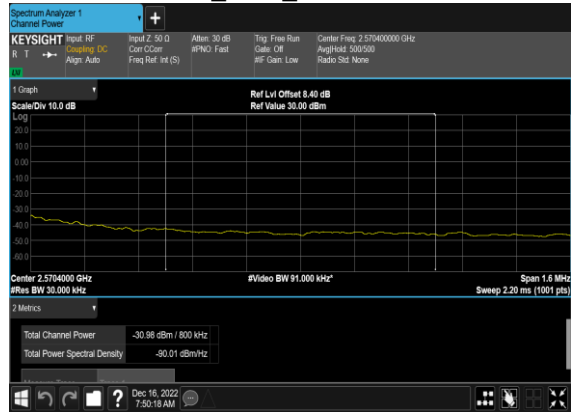 Spectrum Analyzer 1
Channel Power
KEYSIGHT
R T
LXI
Input: RF
Coupling: DC
Align: Auto
Input Z: 50 Ω
Corr CCorr
Freq Ref: Int (S)
Atten: 30 dB
#PNO: Fast
Trig: Free Run
Gate: Off
#IF Gain: Low
Center Freq: 2.570400000 GHz
Avg|Hold: 500/500
Radio Std: None
1 Graph
Scale/Div 10.0 dB
Ref Lvl Offset 8.40 dB
Ref Value 30.00 dBm
Log
20.0
10.0
0.00
-10.0
-20.0
-30.0
-40.0
-50.0
-60.0
Center 2.5704000 GHz
#Video BW 91.000 kHz*
Span 1.6 MHz
#Res BW 30.000 kHz
Sweep 2.20 ms (1001 pts)
2 Metrics
Total Channel Power -30.98 dBm / 800 kHz
Total Power Spectral Density -90.01 dBm/Hz
?
Dec 16, 2022
7:50:18 AM